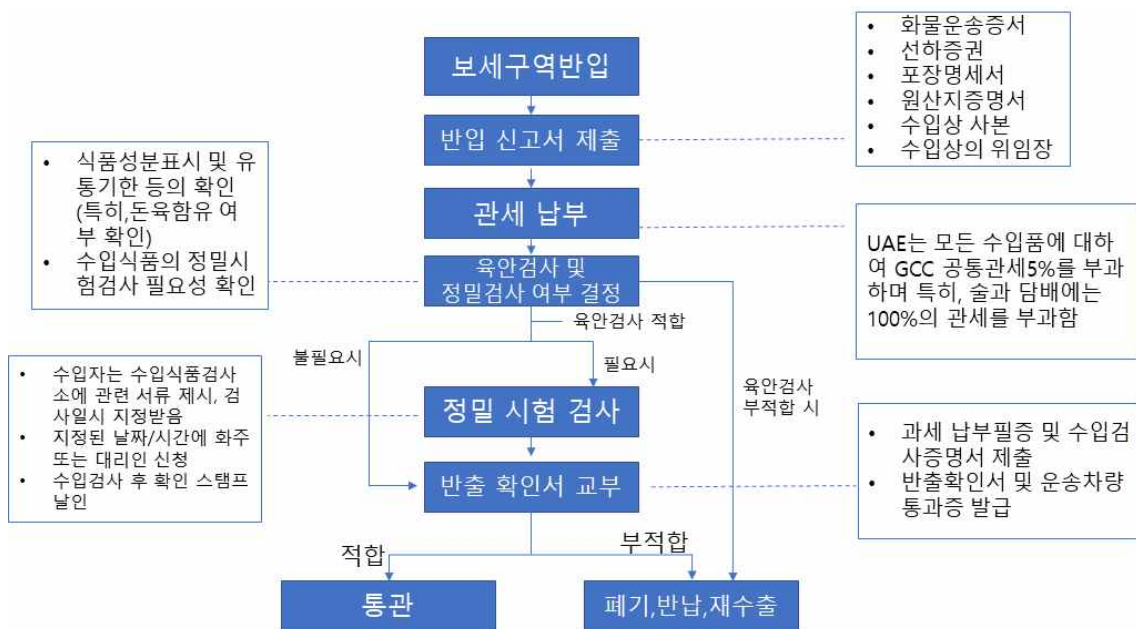 보세구역반입
• 화물운송증서
• 선하증권
• 포장명세서
• 원산지증명서
• 수입상 사본
• 수입상의 위임장
반입 신고서 제출
• 식품성분표시 및 유
통기한 등의 확인
(특히,돈육함유 여
부 확인)
• 수입식품의 정밀시
험검사 필요성 확인
관세 납부
UAE는 모든 수입품에 대하
여 GCC 공통관세5%를 부과
하며 특히, 술과 담배에는
100%의 관세를 부과함
육안검사 및
정밀검사 여부 결정
육안검사 적합
불필요시
필요시
육안검사
부적합 시
• 수입자는 수입식품검사
소에 관련 서류 제시, 검
사일시 지정받음
• 지정된 날짜/시간에 화주
또는 대리인 신청
• 수입검사 후 확인 스탬프
날인
정밀 시험 검사
반출 확인서 교부
• 과세 납부필증 및 수입검
사증명서 제출
• 반출확인서 및 운송차량
통과증 발급
적합
부적합
통관
폐기,반납,재수출